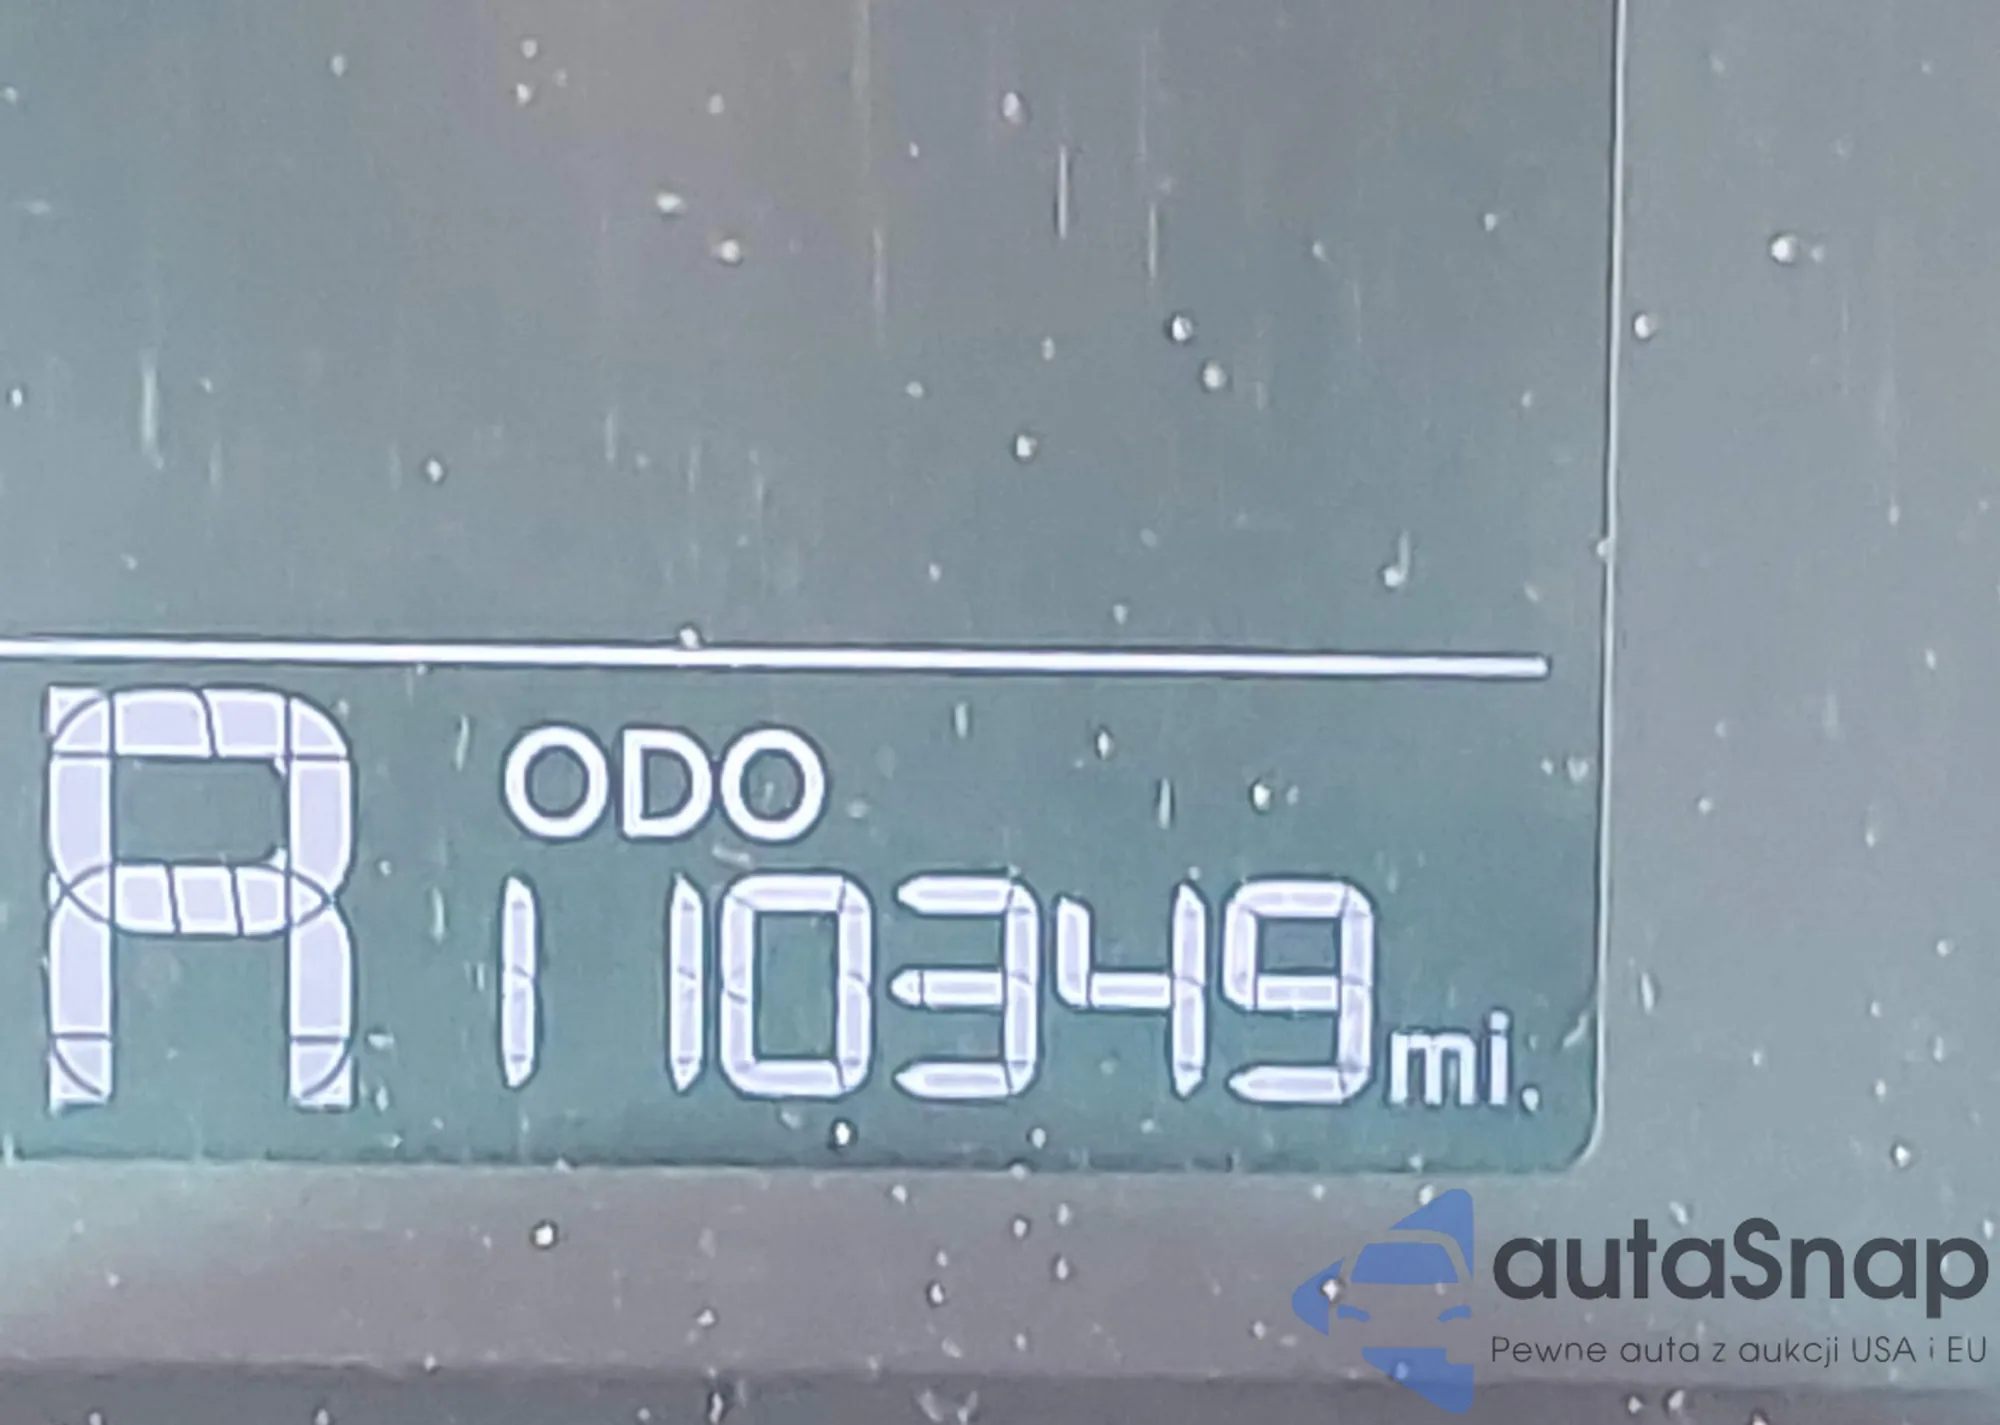 R ODO
110349 mi.
autaSnap
Pewne auta z aukcji USA i EU